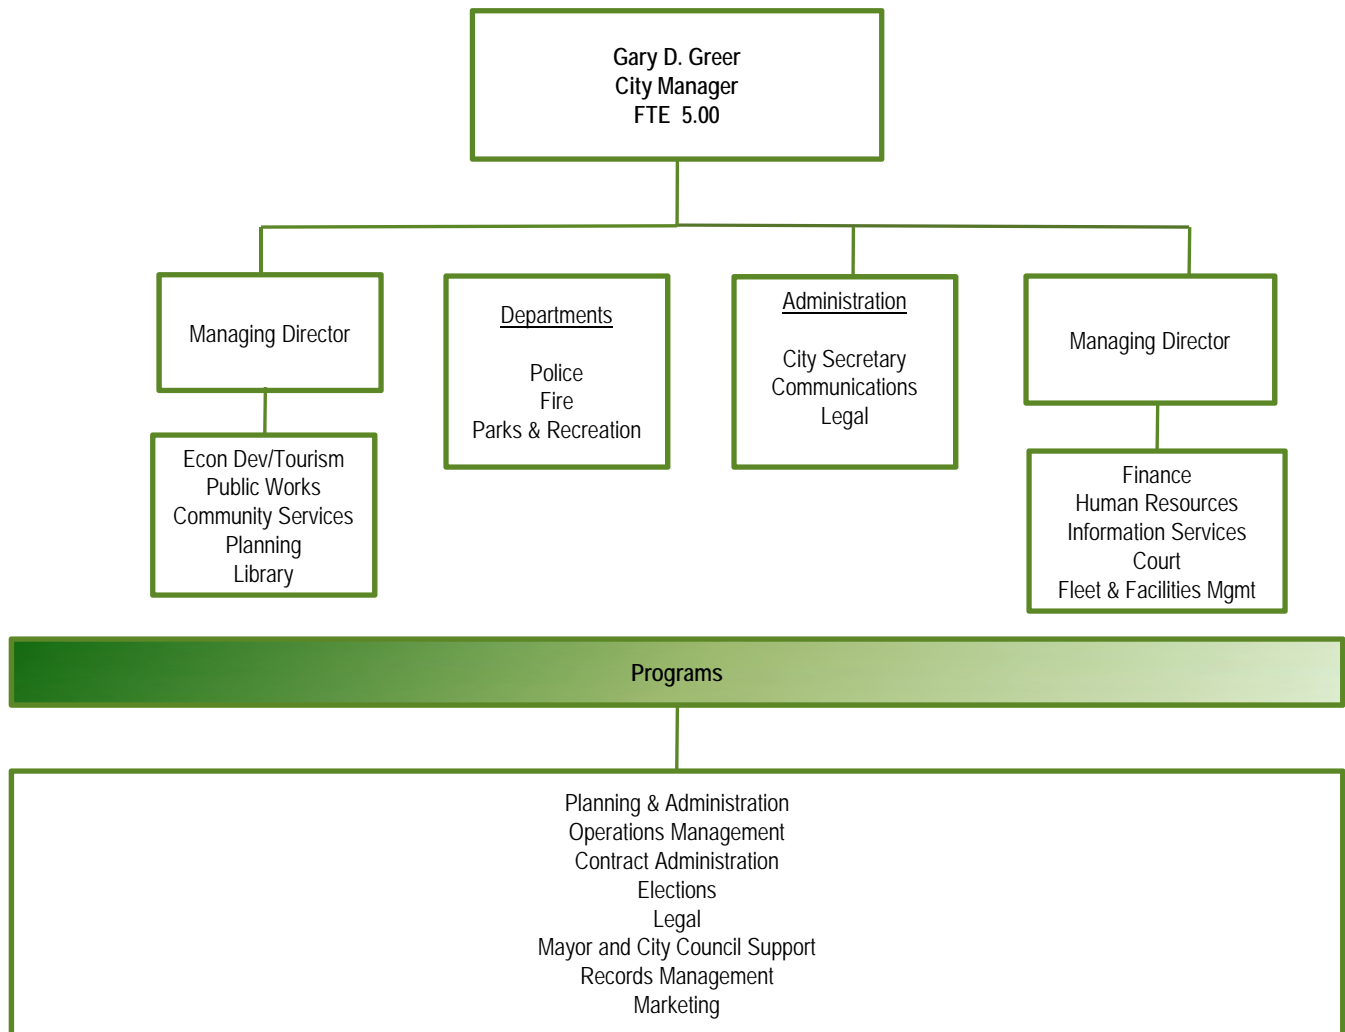 Gary D. Greer
City Manager
FTE 5.00
Managing Director
Departments
Police
Fire
Parks & Recreation
Administration
City Secretary
Communications
Legal
Managing Director
Econ Dev/Tourism
Public Works
Community Services
Planning
Library
Finance
Human Resources
Information Services
Court
Fleet & Facilities Mgmt
Programs
Planning & Administration
Operations Management
Contract Administration
Elections
Legal
Mayor and City Council Support
Records Management
Marketing